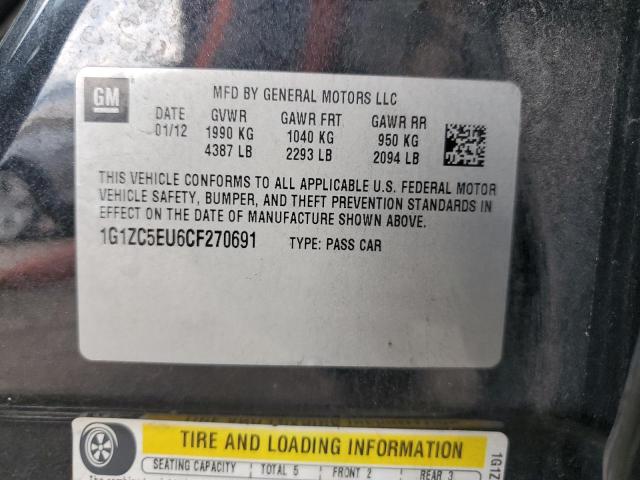 GM
MFD BY GENERAL MOTORS LLC
DATE GVWR GAWR FRT GAWR RR
01/12 1990 KG 1040 KG 950 KG
4387 LB 2293 LB 2094 LB
THIS VEHICLE CONFORMS TO ALL APPLICABLE U.S. FEDERAL MOTOR
VEHICLE SAFETY, BUMPER, AND THEFT PREVENTION STANDARDS IN
EFFECT ON THE DATE OF MANUFACTURE SHOWN ABOVE.
1G1ZC5EU6CF270691 TYPE: PASS CAR
TIRE AND LOADING INFORMATION
SEATING CAPACITY TOTAL 5 FRONT 2 REAR 3
1G1Z